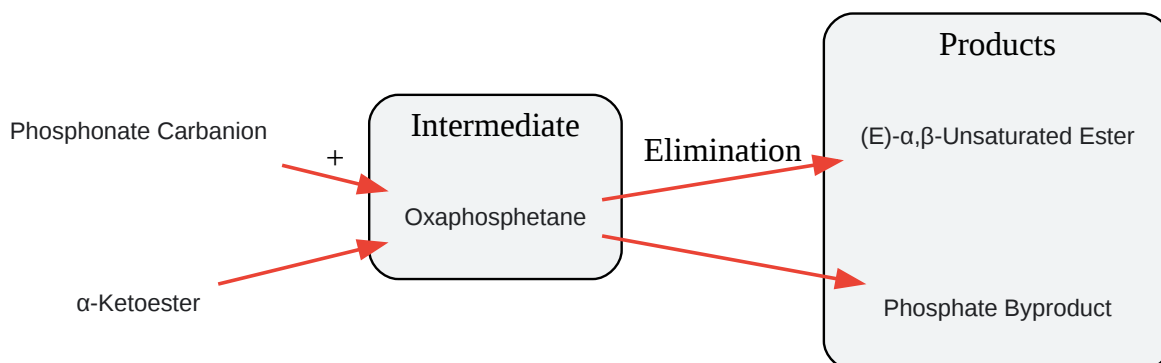 Products
Phosphonate Carbanion
+
Intermediate
Elimination
(E)-α,β-Unsaturated Ester
Oxaphosphetane
α-Ketoester
Phosphate Byproduct